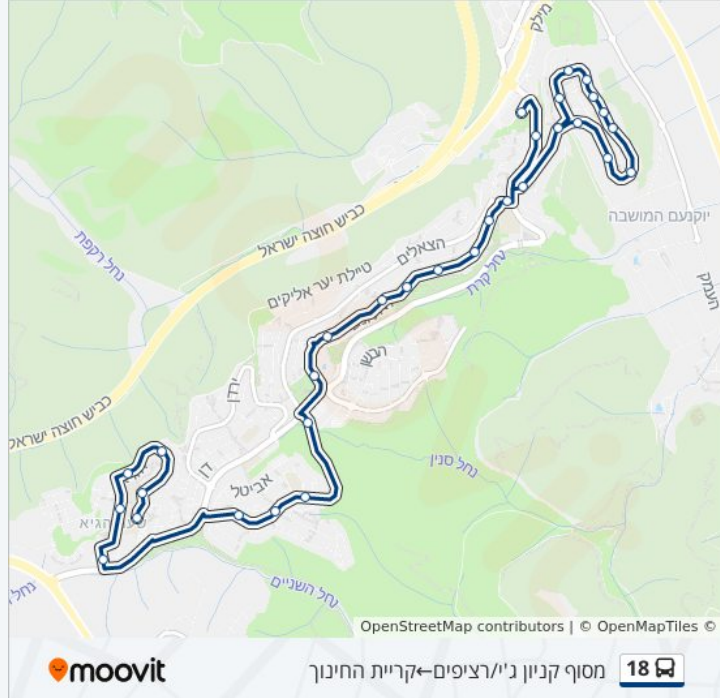 מילק
יוקנעם המושבה
העמק
כביש חוצה ישראל
הצאלים
נחל רקפת
טיילת יער אליקים
נחל קרת
הבשן
ירדן
כביש חוצה ישראל
דן
נחל סנין
אביטל
נחל השניים
OpenStreetMap contributors | © OpenMapTiles ©
18
מסוף קניון ג'י/רציפים←קריית החינוך
moovit